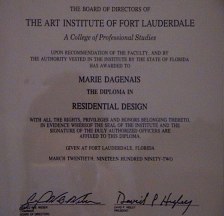 THE BOARD OF DIRECTORS OF
THE ART INSTITUTE OF FORT LAUDERDALE
A College of Professional Studies
UPON RECOMMENDATION OF THE FACULTY, AND BY
THE AUTHORITY VESTED IN THE INSTITUTE BY THE STATE OF FLORIDA
HAS AWARDED TO
MARIE DAGENAIS
THE DIPLOMA IN
RESIDENTIAL DESIGN
WITH ALL THE RIGHTS, PRIVILEGES AND HONORS BELONGING THERETO.
IN EVIDENCE WHEREOF THE SEAL OF THE INSTITUTE AND THE
SIGNATURE OF THE DULY AUTHORIZED OFFICERS ARE
AFFIXED TO THIS DIPLOMA.
GIVEN AT FORT LAUDERDALE, FLORIDA
MARCH TWENTIETH, NINETEEN HUNDRED NINETY-TWO
David P.